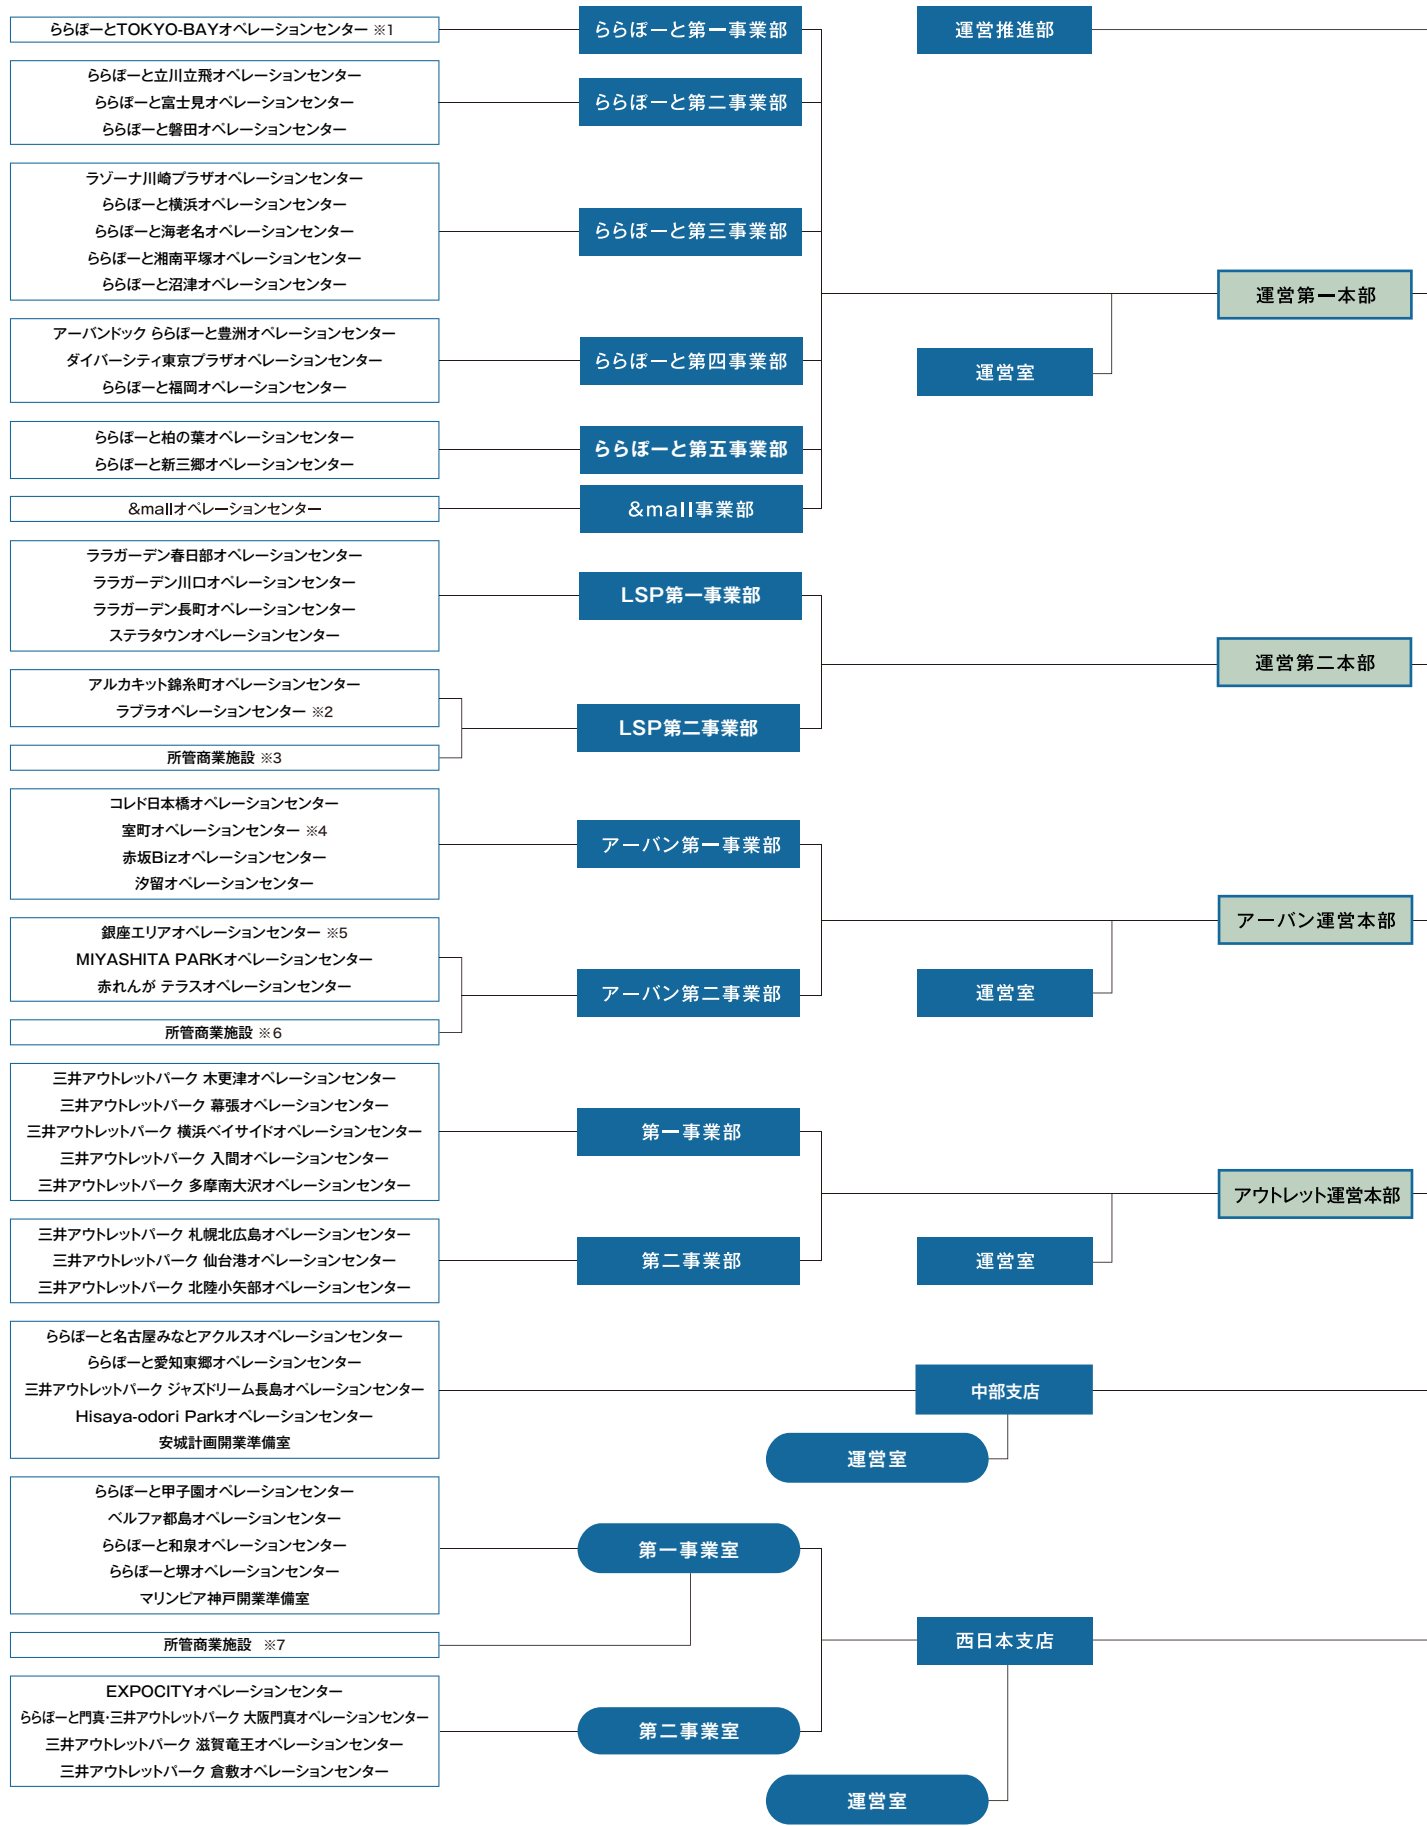 ららぽーとTOKYO-BAYオペレーションセンター ※1
ららぽーと第一事業部
運営推進部
ららぽーと立川立飛オペレーションセンター
ららぽーと富士見オペレーションセンター
ららぽーと磐田オペレーションセンター
ららぽーと第二事業部
ラゾーナ川崎プラザオペレーションセンター
ららぽーと横浜オペレーションセンター
ららぽーと海老名オペレーションセンター
ららぽーと湘南平塚オペレーションセンター
ららぽーと沼津オペレーションセンター
ららぽーと第三事業部
運営第一本部
運営室
アーバンドック ららぽーと豊洲オペレーションセンター
ダイバーシティ東京プラザオペレーションセンター
ららぽーと福岡オペレーションセンター
ららぽーと第四事業部
ららぽーと柏の葉オペレーションセンター
ららぽーと新三郷オペレーションセンター
ららぽーと第五事業部
&mallオペレーションセンター
&mall事業部
ララガーデン春日部オペレーションセンター
ララガーデン川口オペレーションセンター
ララガーデン長町オペレーションセンター
ステラタウンオペレーションセンター
LSP第一事業部
運営第二本部
アルカキット錦糸町オペレーションセンター
ラブラオペレーションセンター ※2
所管商業施設 ※3
LSP第二事業部
コレド日本橋オペレーションセンター
室町オペレーションセンター ※4
赤坂Bizオペレーションセンター
汐留オペレーションセンター
アーバン第一事業部
アーバン運営本部
運営室
銀座エリアオペレーションセンター ※5
MIYASHITA PARKオペレーションセンター
赤れんが テラスオペレーションセンター
所管商業施設 ※6
アーバン第二事業部
三井アウトレットパーク 木更津オペレーションセンター
三井アウトレットパーク 幕張オペレーションセンター
三井アウトレットパーク 横浜ベイサイドオペレーションセンター
三井アウトレットパーク 入間オペレーションセンター
三井アウトレットパーク 多摩南大沢オペレーションセンター
第一事業部
アウトレット運営本部
運営室
三井アウトレットパーク 札幌北広島オペレーションセンター
三井アウトレットパーク 仙台港オペレーションセンター
三井アウトレットパーク 北陸小矢部オペレーションセンター
第二事業部
ららぽーと名古屋みなとアクルスオペレーションセンター
ららぽーと愛知東郷オペレーションセンター
三井アウトレットパーク ジャズドリーム長島オペレーションセンター
Hisaya-odori Parkオペレーションセンター
安城計画開業準備室
中部支店
運営室
ららぽーと甲子園オペレーションセンター
ベルファ都島オペレーションセンター
ららぽーと和泉オペレーションセンター
ららぽーと堺オペレーションセンター
マリンピア神戸開業準備室
第一事業室
所管商業施設 ※7
西日本支店
EXPOCITYオペレーションセンター
ららぽーと門真・三井アウトレットパーク 大阪門真オペレーションセンター
三井アウトレットパーク 滋賀竜王オペレーションセンター
三井アウトレットパーク 倉敷オペレーションセンター
第二事業室
運営室